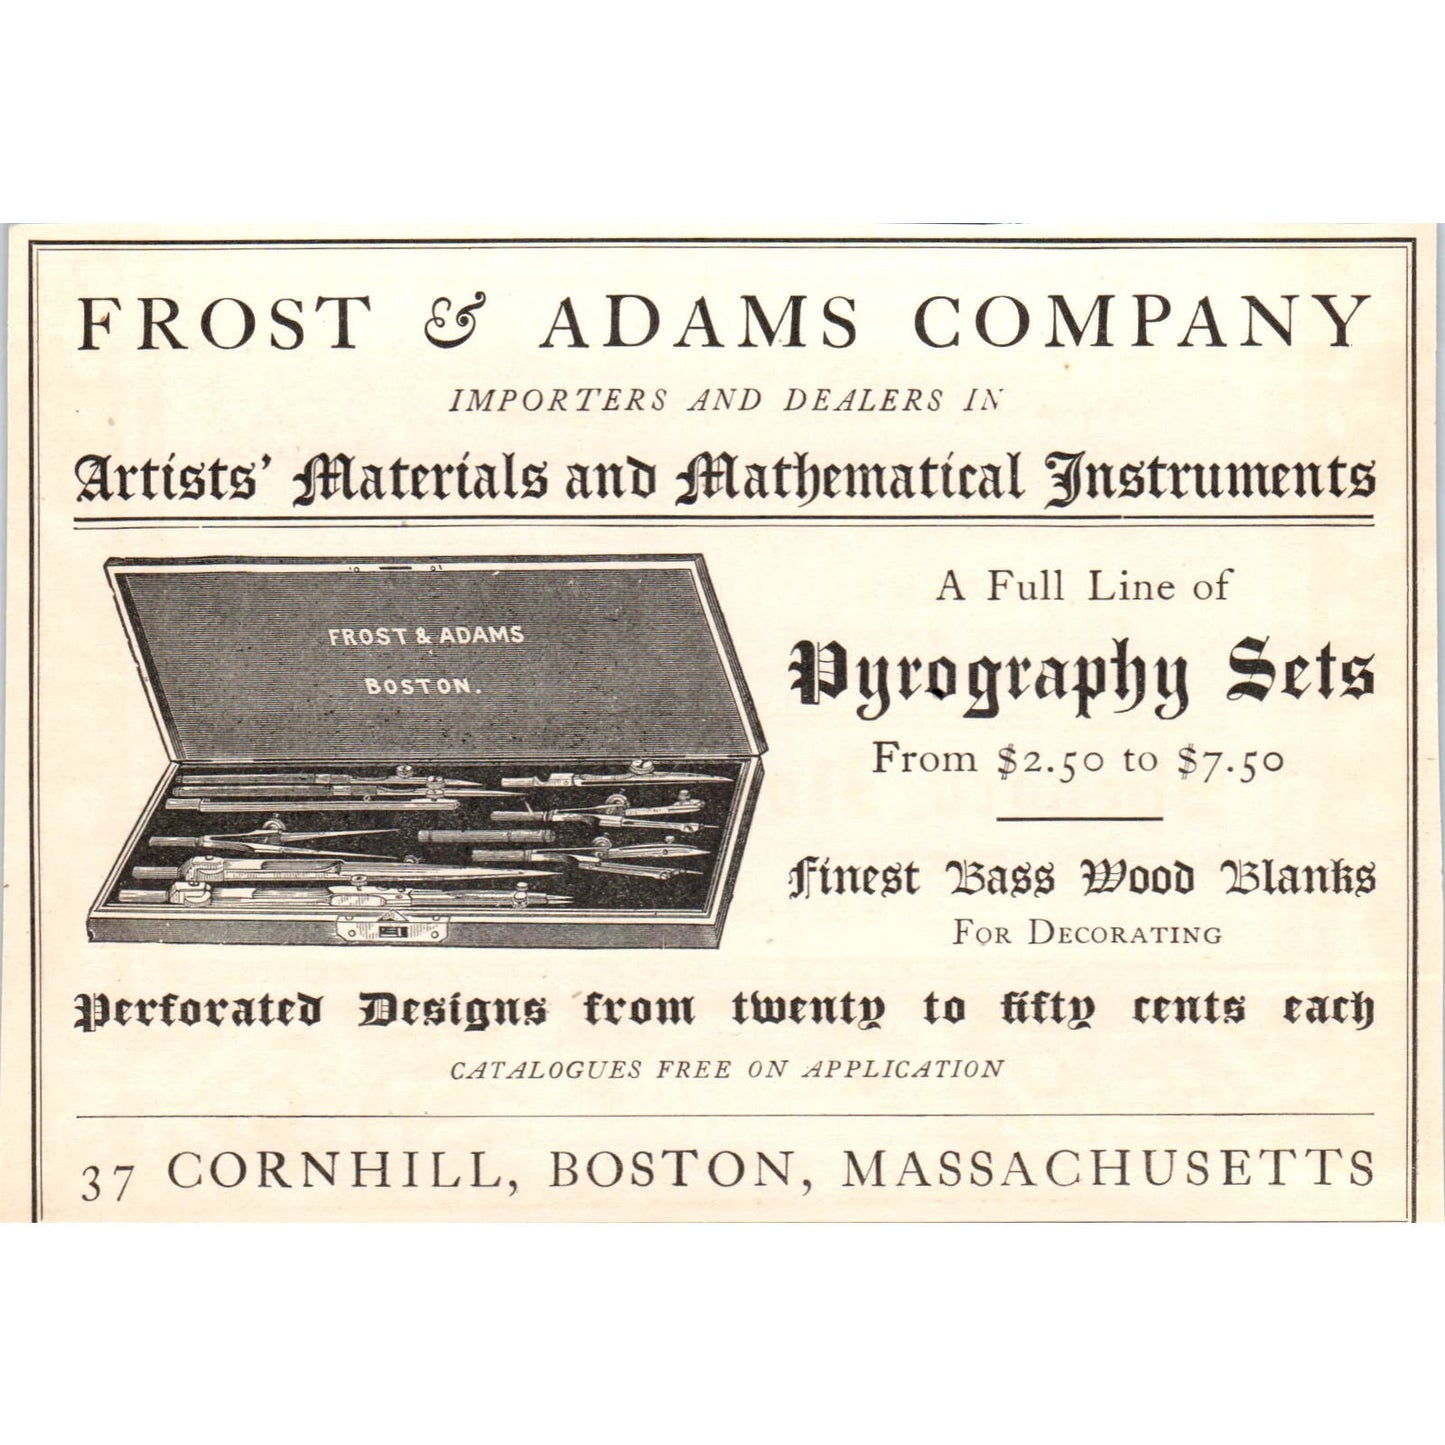 FROST & ADAMS COMPANY
IMPORTERS AND DEALERS IN
Artists' Materials and Mathematical Instruments
FROST & ADAMS
BOSTON.
A Full Line of
Pyrography Sets
From $2.50 to $7.50
Finest Bass Wood Blanks
FOR DECORATING
Perforated Designs from twenty to fifty cents each
CATALOGUES FREE ON APPLICATION
37 CORNHILL, BOSTON, MASSACHUSETTS